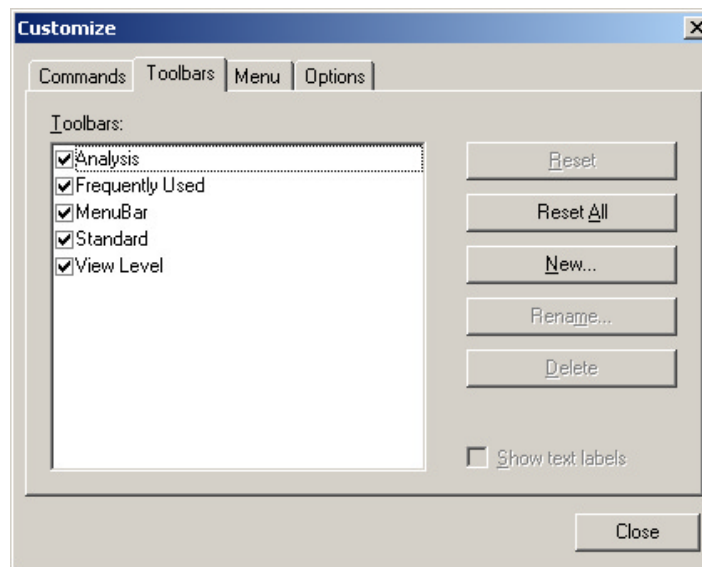 Customize
Commands Toolbars Menu Options
Toolbars:
Analysis
Frequently Used
MenuBar
Standard
View Level
Reset
Reset All
New...
Rename...
Delete
Show text labels
Close